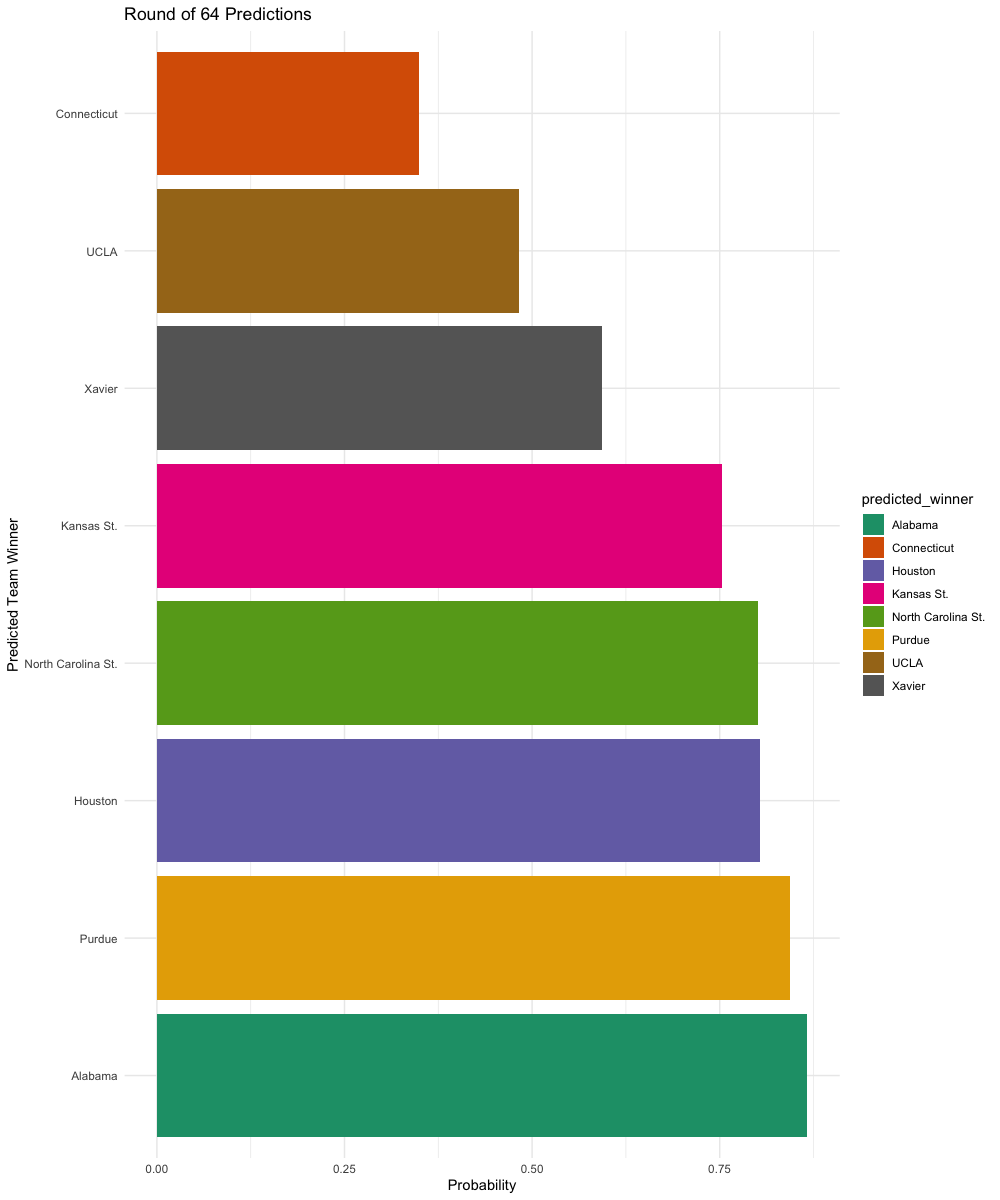 Round of 64 Predictions
Predicted Team Winner
Connecticut
UCLA
Xavier
Kansas St.
North Carolina St.
Houston
Purdue
Alabama
0.00 0.25 0.50 0.75
Probability
predicted_winner
Alabama
Connecticut
Houston
Kansas St.
North Carolina St.
Purdue
UCLA
Xavier